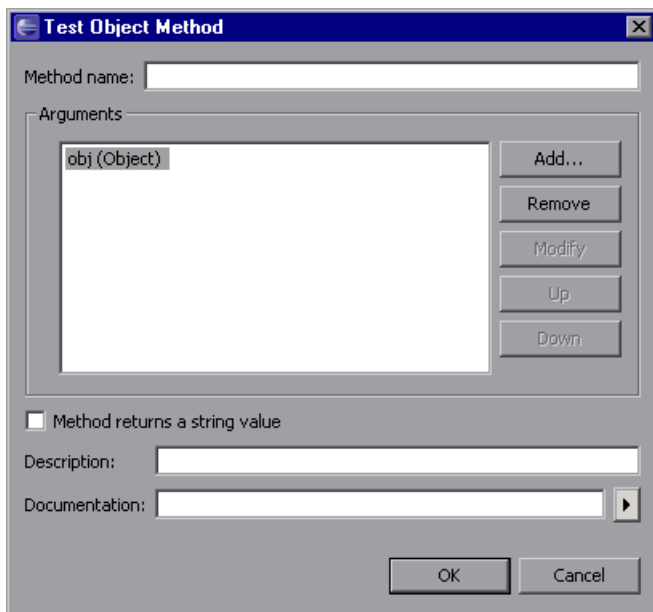 Test Object Method
Method name:
Arguments
obj (Object)
Add...
Remove
Modify
Up
Down
Method returns a string value
Description:
Documentation:
OK
Cancel